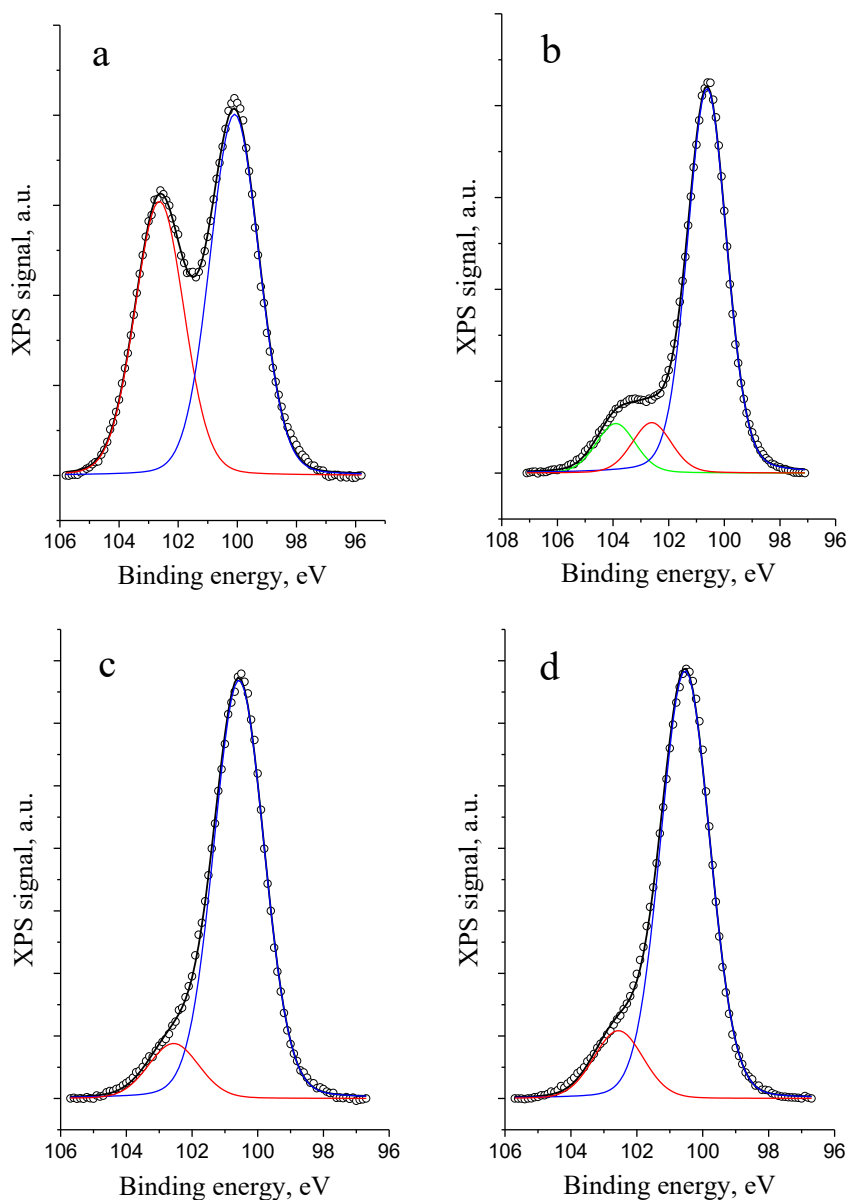 a
XPS signal, a.u.
106 104 102 100 98 96
Binding energy, eV
b
XPS signal, a.u.
108 106 104 102 100 98 96
Binding energy, eV
c
XPS signal, a.u.
106 104 102 100 98 96
Binding energy, eV
d
XPS signal, a.u.
106 104 102 100 98 96
Binding energy, eV